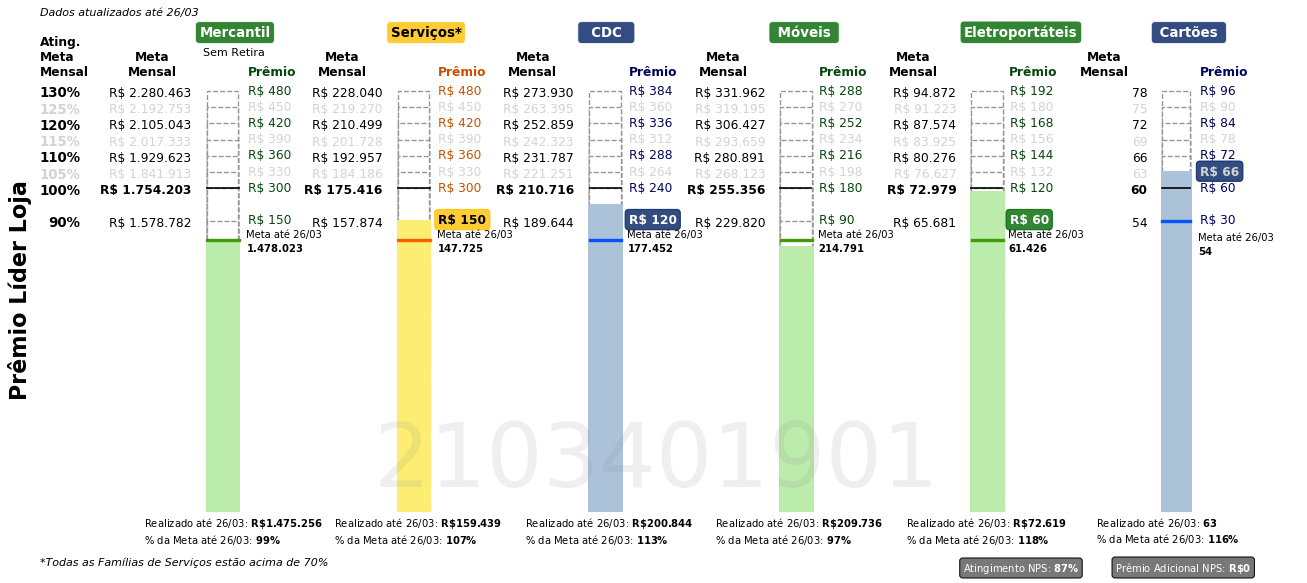 Dados atualizados até 26/03
Mercantil Serviços* CDC Móveis Eletroportáteis Cartões
Sem Retira
Ating. Meta Mensal
Meta Mensal Prêmio Meta Mensal Prêmio Meta Mensal Prêmio Meta Mensal Prêmio Meta Mensal Prêmio Meta Mensal Prêmio
130% R$ 2.280.463 R$ 480 R$ 228.040 R$ 480 R$ 273.930 R$ 384 R$ 331.962 R$ 288 R$ 94.872 R$ 192 78 R$ 96
125% R$ 2.192.753 R$ 450 R$ 219.270 R$ 450 R$ 263.395 R$ 360 R$ 319.195 R$ 270 R$ 91.223 R$ 180 75 R$ 90
120% R$ 2.105.043 R$ 420 R$ 210.499 R$ 420 R$ 252.859 R$ 336 R$ 306.427 R$ 252 R$ 87.574 R$ 168 72 R$ 84
115% R$ 2.017.333 R$ 390 R$ 201.728 R$ 390 R$ 242.323 R$ 312 R$ 293.659 R$ 234 R$ 83.925 R$ 156 69 R$ 78
110% R$ 1.929.623 R$ 360 R$ 192.957 R$ 360 R$ 231.787 R$ 288 R$ 280.891 R$ 216 R$ 80.276 R$ 144 66 R$ 72
105% R$ 1.841.913 R$ 330 R$ 184.186 R$ 330 R$ 221.251 R$ 264 R$ 268.123 R$ 198 R$ 76.627 R$ 132 63 R$ 66
100% R$ 1.754.203 R$ 300 R$ 175.416 R$ 300 R$ 210.716 R$ 240 R$ 255.356 R$ 180 R$ 72.979 R$ 120 60 R$ 60
90% R$ 1.578.782 R$ 150 R$ 157.874 R$ 150 R$ 189.644 R$ 120 R$ 229.820 R$ 90 R$ 65.681 R$ 60 54 R$ 30
Meta até 26/03 Meta até 26/03 Meta até 26/03 Meta até 26/03 Meta até 26/03 Meta até 26/03
1.478.023 147.725 177.452 214.791 61.426 54
Prêmio Líder Loja
2103401901
Realizado até 26/03: R$1.475.256 Realizado até 26/03: R$159.439 Realizado até 26/03: R$200.844 Realizado até 26/03: R$209.736 Realizado até 26/03: R$72.619 Realizado até 26/03: 63
% da Meta até 26/03: 99% % da Meta até 26/03: 107% % da Meta até 26/03: 113% % da Meta até 26/03: 97% % da Meta até 26/03: 118% % da Meta até 26/03: 116%
*Todas as Famílias de Serviços estão acima de 70%
Atingimento NPS: 87% Prêmio Adicional NPS: R$0